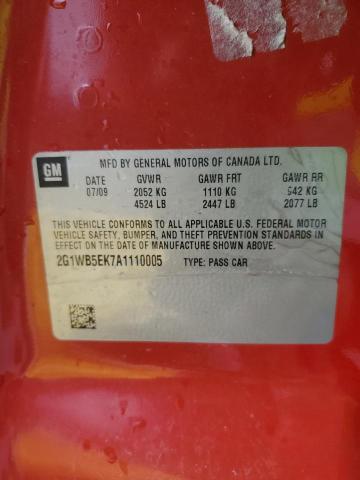 GM
MFD BY GENERAL MOTORS OF CANADA LTD.
DATE GVWR GAWR FRT GAWR RR
07/09 2052 KG 1110 KG 942 KG
4524 LB 2447 LB 2077 LB
THIS VEHICLE CONFORMS TO ALL APPLICABLE U.S. FEDERAL MOTOR
VEHICLE SAFETY, BUMPER, AND THEFT PREVENTION STANDARDS IN
EFFECT ON THE DATE OF MANUFACTURE SHOWN ABOVE.
2G1WB5EK7A1110005 TYPE: PASS CAR